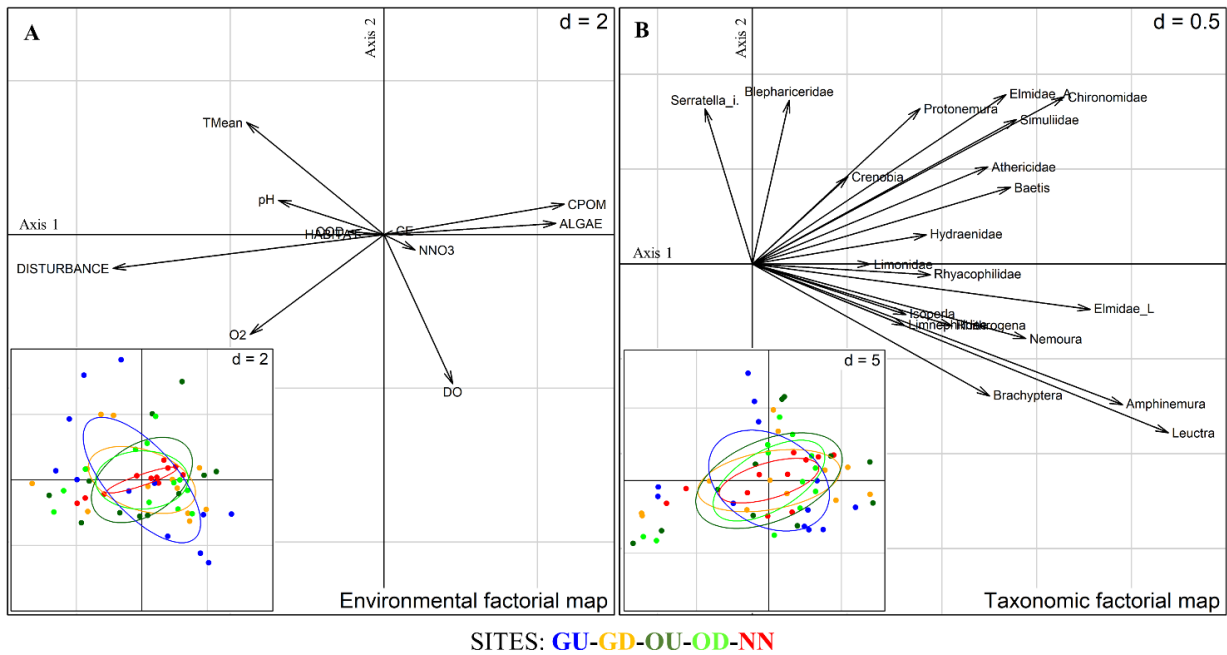 A
Axis 2
d = 2
TMean
pH
CPOM
ALGAE
Axis 1
HABITAT
CE
NNO3
DISTURBANCE
O2
DO
d = 2
Environmental factorial map
B
Axis 2
d = 0.5
Serratella_i.
Blephariceridae
Protonemura
Elmidae_A
Chironomidae
Simuliidae
Crenobia
Athericidae
Baetis
Hydraenidae
Axis 1
Limonidae
Rhyacophilidae
Isoperla
Elmidae_L
Nemoura
Brachyptera
Amphinemura
Leuctra
d = 5
Taxonomic factorial map
SITES: GU-GD-OU-OD-NN